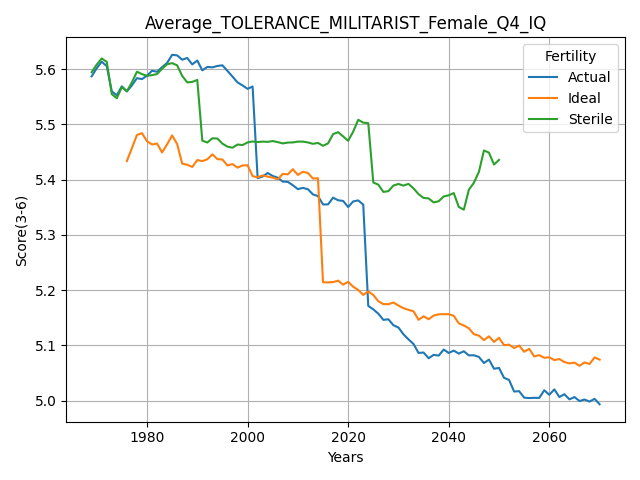 Average_TOLERANCE_MILITARIST_Female_Q4_IQ
Fertility
Actual
Ideal
Sterile
Score(3-6)
5.6
5.5
5.4
5.3
5.2
5.1
5.0
1980
2000
2020
2040
2060
Years